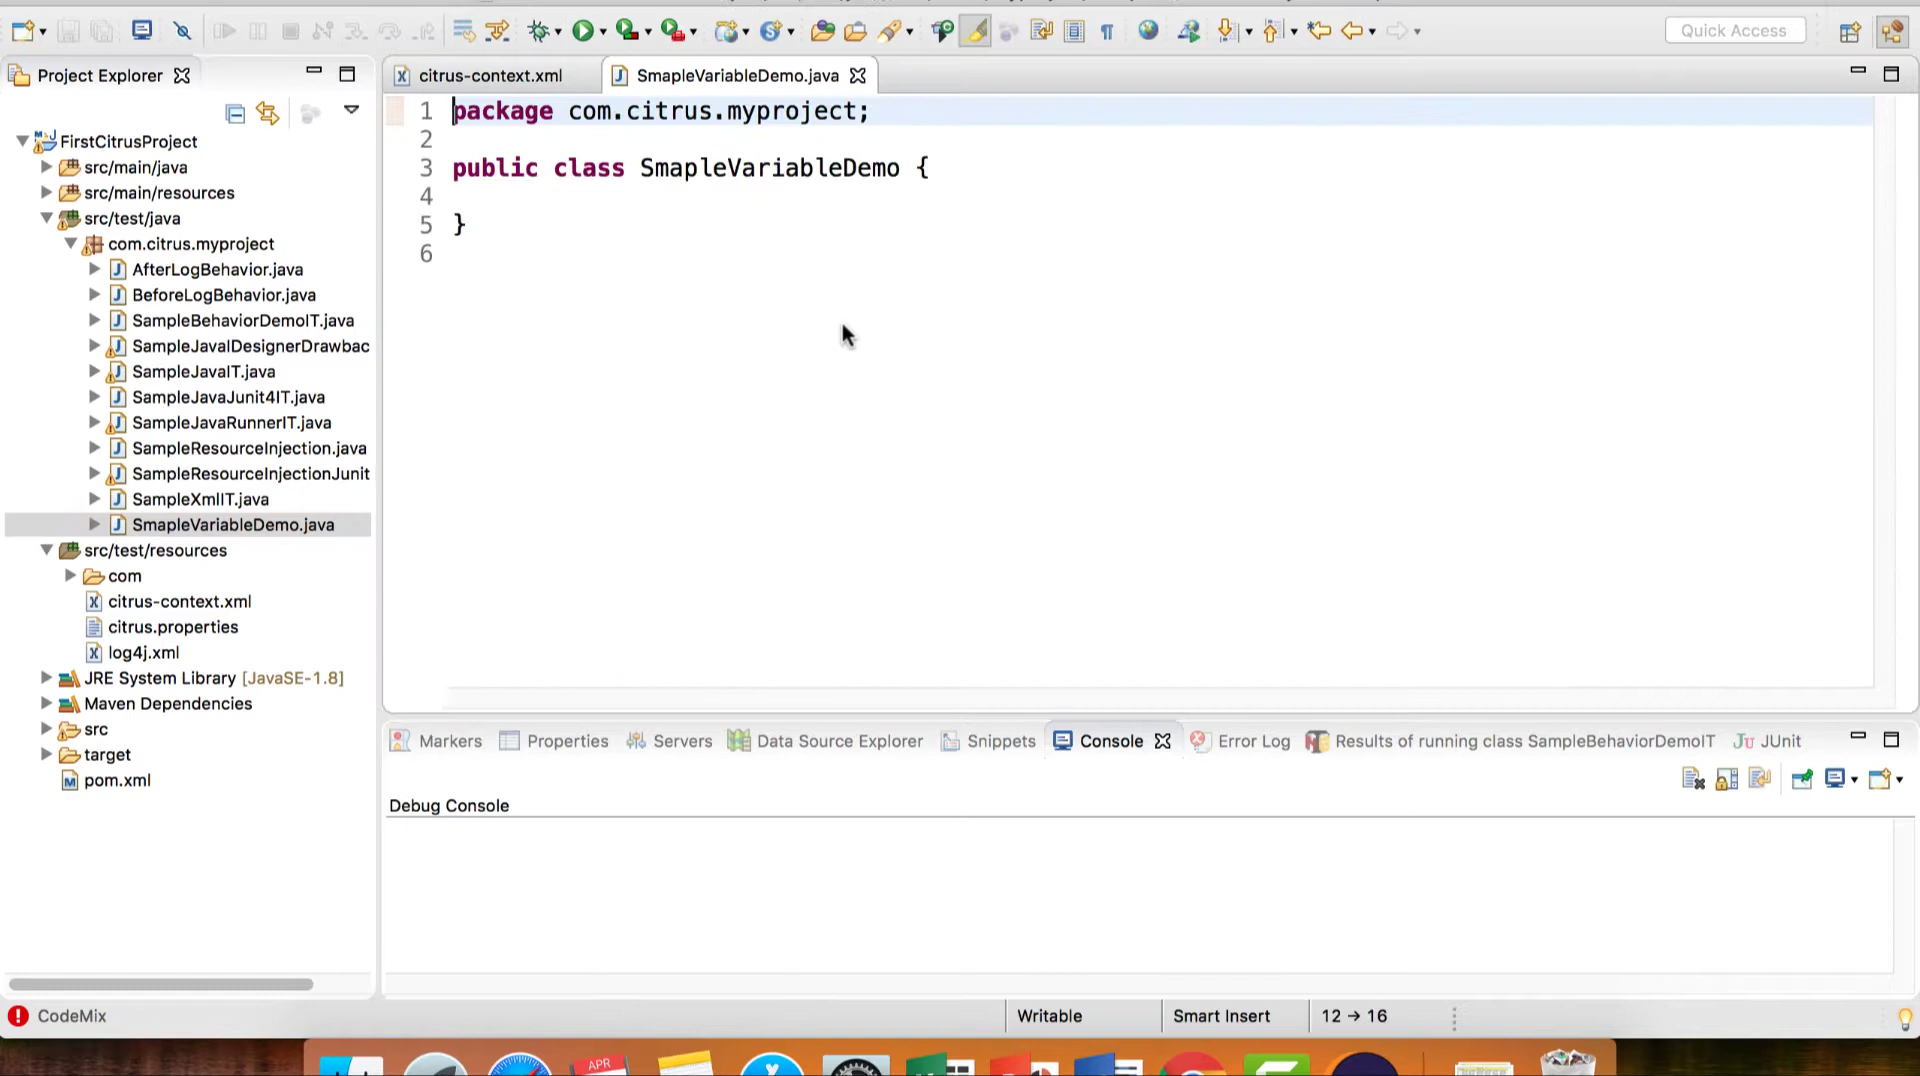 Quick Access
Project Explorer
citrus-context.xml
SmapleVariableDemo.java
FirstCitrusProject
src/main/java
src/main/resources
src/test/java
com.citrus.myproject
AfterLogBehavior.java
BeforeLogBehavior.java
SampleBehaviorDemoIT.java
SampleJavaIDesignerDrawbac
SampleJavaIT.java
SampleJavaJunit4IT.java
SampleJavaRunnerIT.java
SampleResourceInjection.java
SampleResourceInjectionJunit
SampleXmlIT.java
SmapleVariableDemo.java
src/test/resources
com
citrus-context.xml
citrus.properties
log4j.xml
JRE System Library [JavaSE-1.8]
Maven Dependencies
src
target
pom.xml
1 package com.citrus.myproject;
2
3 public class SmapleVariableDemo {
4
5 }
6
Markers
Properties
Servers
Data Source Explorer
Snippets
Console
Error Log
Results of running class SampleBehaviorDemoIT
JUnit
Debug Console
CodeMix
Writable
Smart Insert
12 → 16
APR